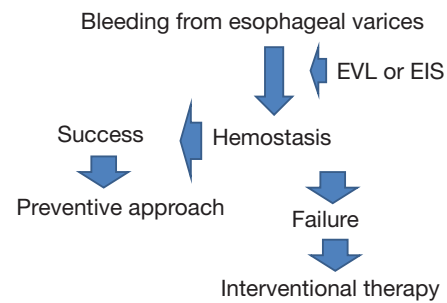 Bleeding from esophageal varices
EVL or EIS
Success
Hemostasis
Preventive approach
Failure
Interventional therapy